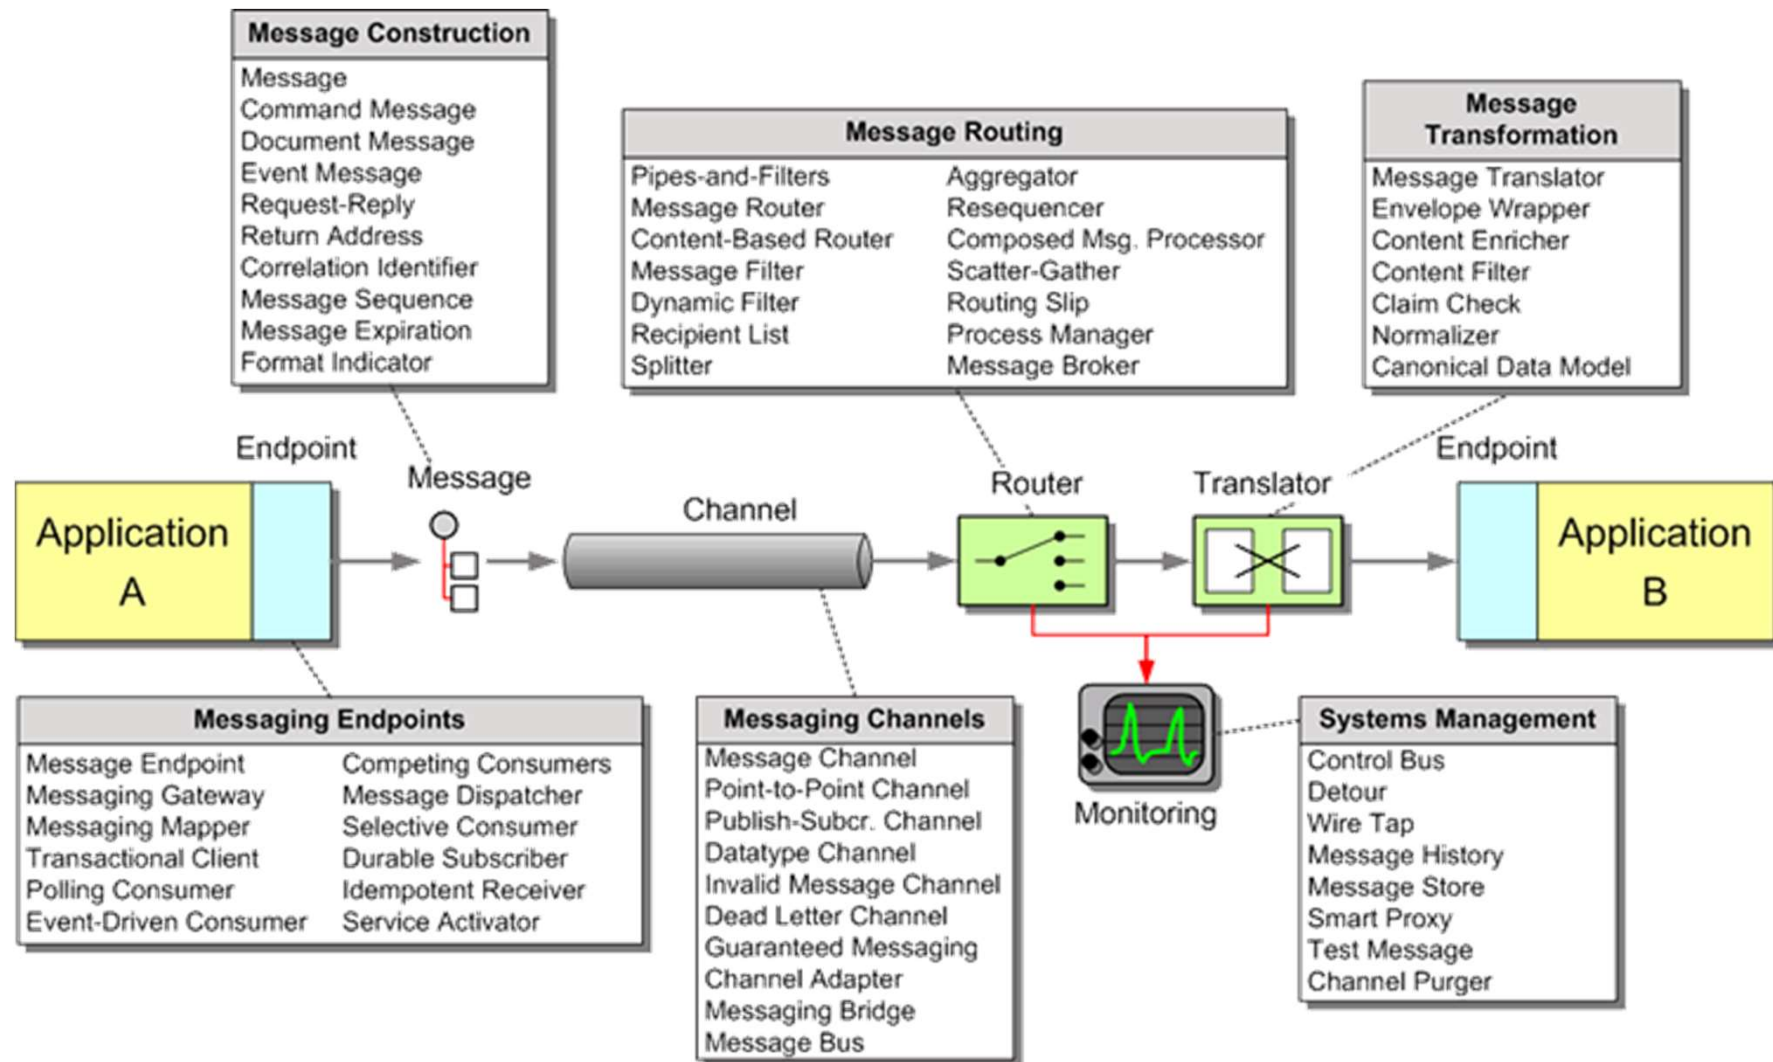 Message Construction
Message
Command Message
Document Message
Event Message
Request-Reply
Return Address
Correlation Identifier
Message Sequence
Message Expiration
Format Indicator
Message Routing
Pipes-and-Filters
Message Router
Content-Based Router
Message Filter
Dynamic Filter
Recipient List
Splitter
Aggregator
Resequencer
Composed Msg. Processor
Scatter-Gather
Routing Slip
Process Manager
Message Broker
Message
Transformation
Message Translator
Envelope Wrapper
Content Enricher
Content Filter
Claim Check
Normalizer
Canonical Data Model
Endpoint
Message
Channel
Router
Translator
Endpoint
Application
A
Application
B
Messaging Endpoints
Message Endpoint
Messaging Gateway
Messaging Mapper
Transactional Client
Polling Consumer
Event-Driven Consumer
Competing Consumers
Message Dispatcher
Selective Consumer
Durable Subscriber
Idempotent Receiver
Service Activator
Messaging Channels
Message Channel
Point-to-Point Channel
Publish-Subcr. Channel
Datatype Channel
Invalid Message Channel
Dead Letter Channel
Guaranteed Messaging
Channel Adapter
Messaging Bridge
Message Bus
Monitoring
Systems Management
Control Bus
Detour
Wire Tap
Message History
Message Store
Smart Proxy
Test Message
Channel Purger